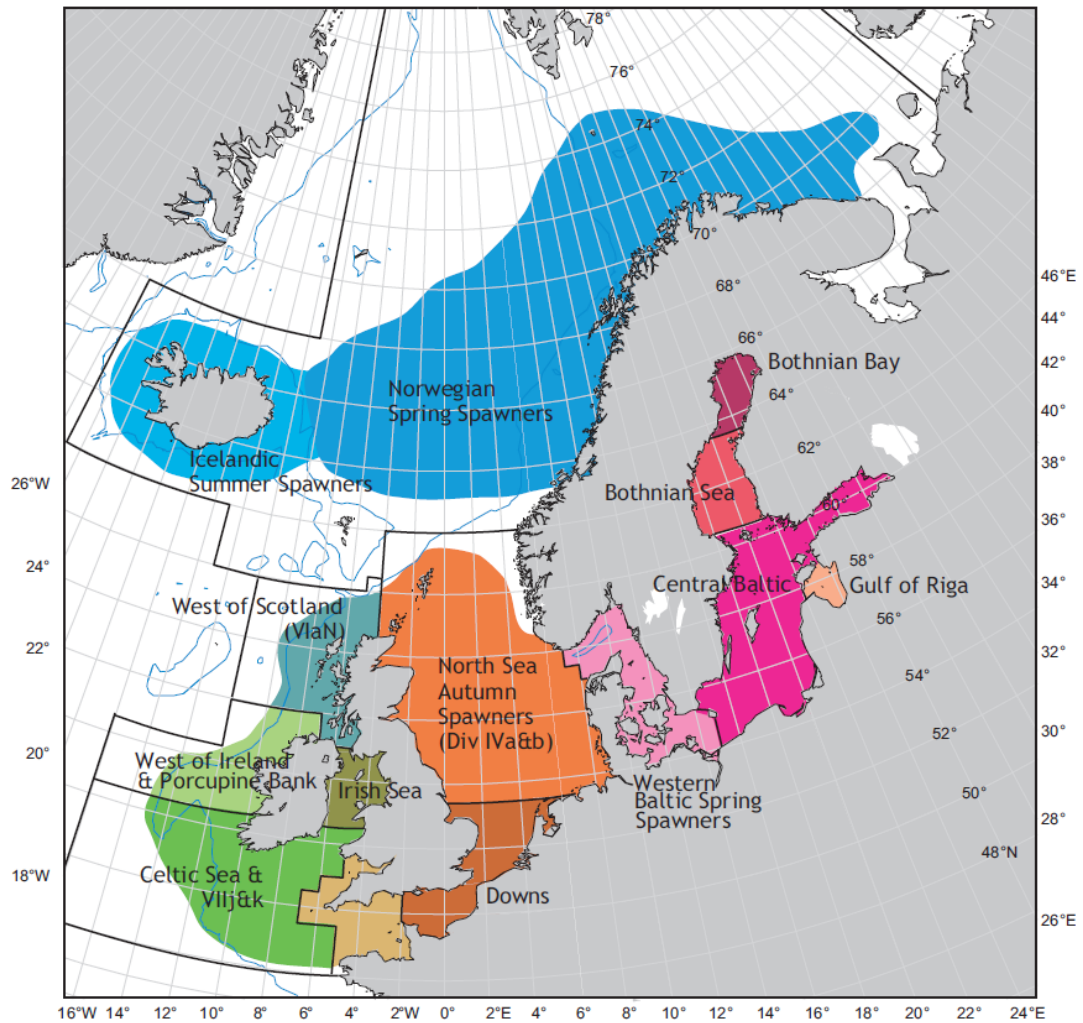 78°
76°
74°
72°
70°
68°
66°
64°
62°
60°
58°
56°
54°
52°
50°
48°N
46°E
44°E
42°E
40°E
38°E
36°E
34°E
32°E
30°E
28°E
26°E
26°W
24°
22°
20°
18°W
Norwegian
Spring Spawners
Icelandic
Summer Spawners
Bothnian Bay
Bothnian Sea
Central Baltic
Gulf of Riga
West of Scotland
(VIaN)
North Sea
Autumn
Spawners
(Div IVa&b)
West of Ireland
& Porcupine Bank
Irish Sea
Western
Baltic Spring
Spawners
Celtic Sea &
VIIj&k
Downs
16°W 14° 12° 10° 8° 6° 4° 2°W 0° 2°E 4° 6° 8° 10° 12° 14° 16° 18° 20° 22° 24°E